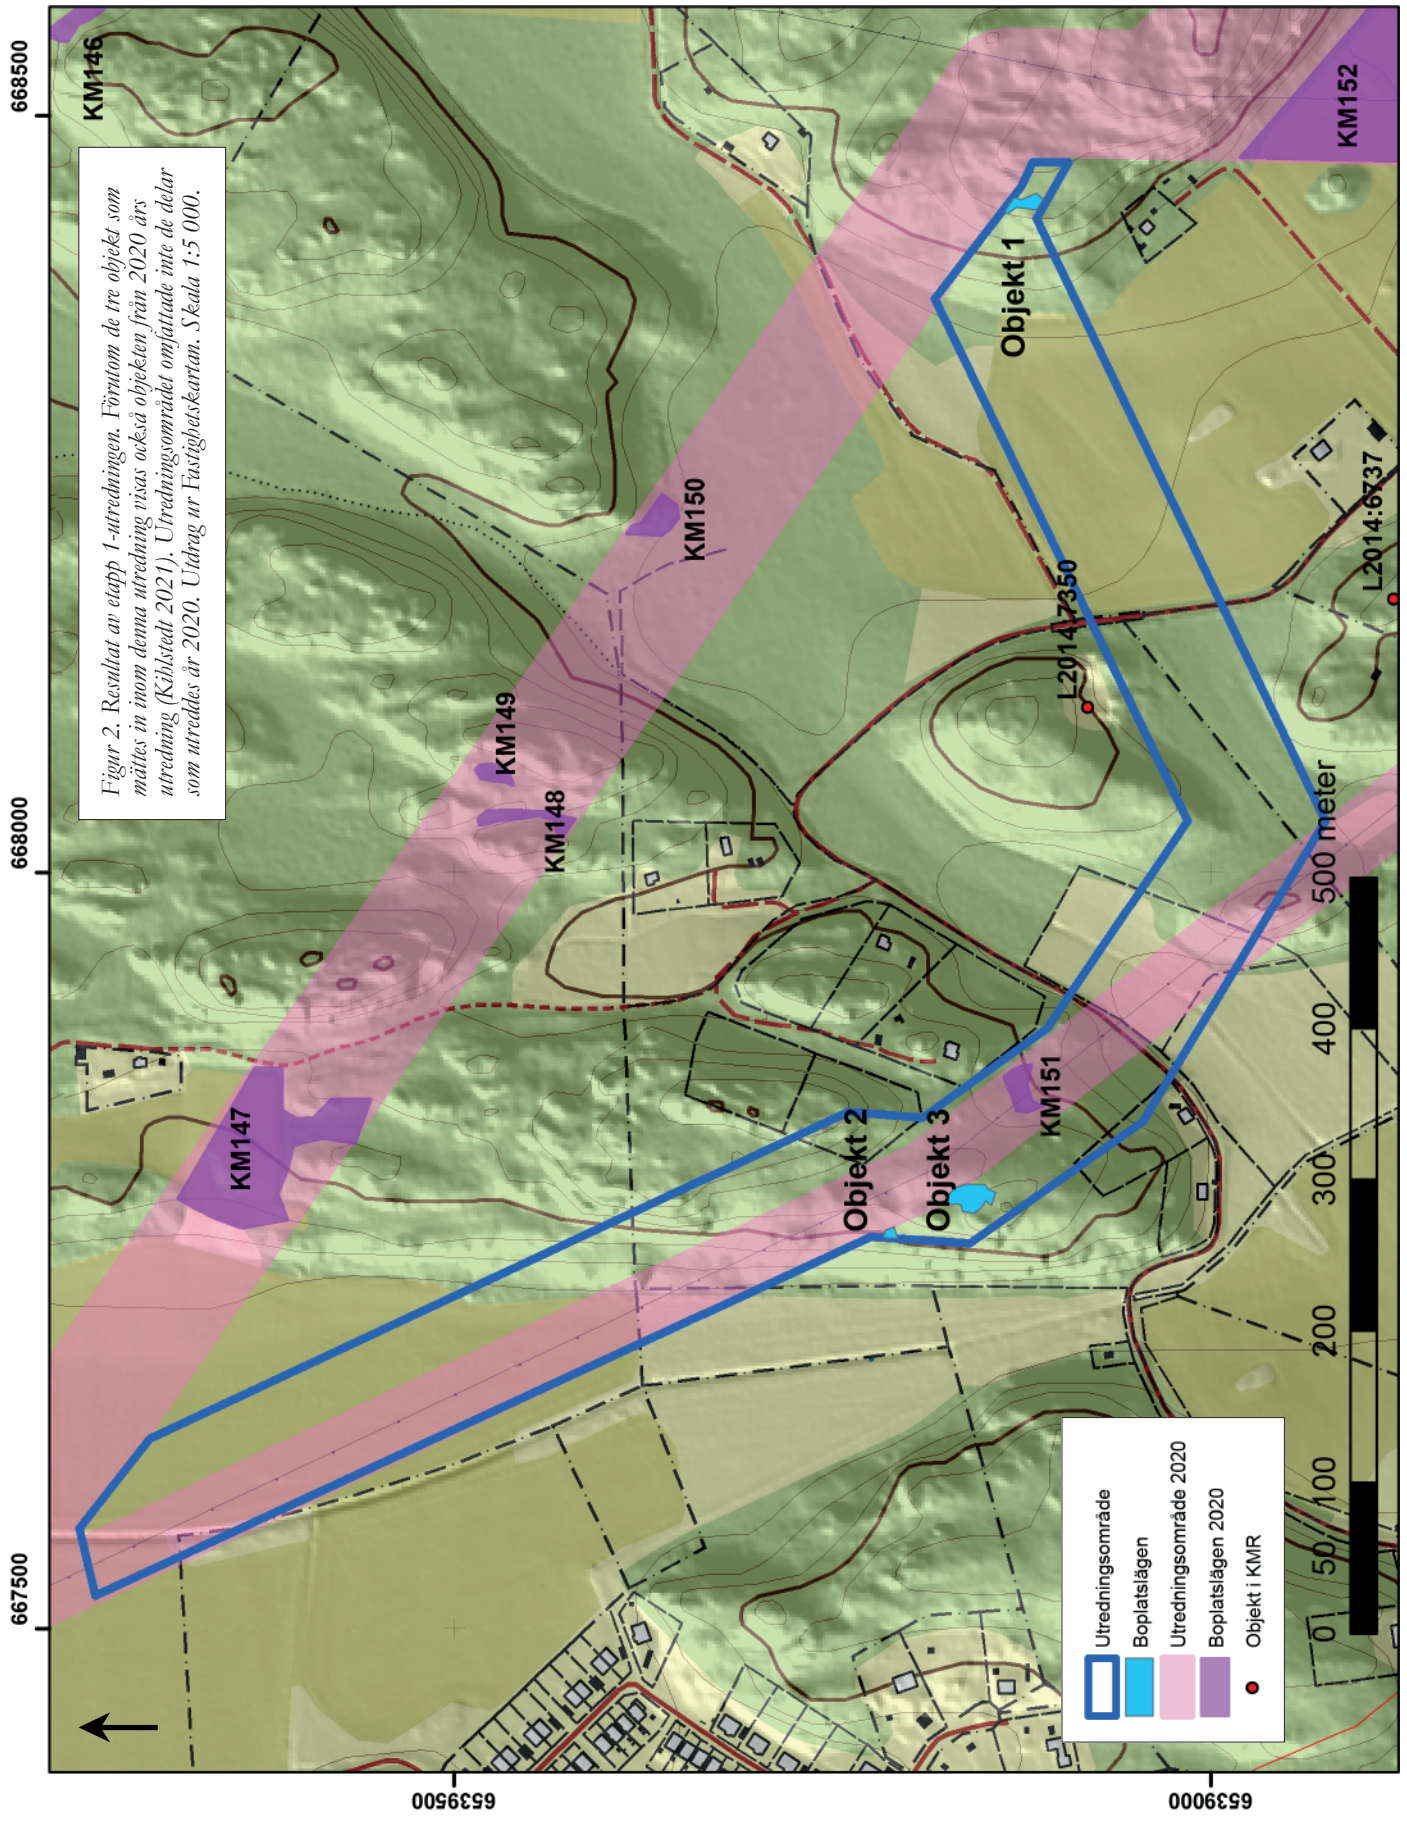 Figur 2. Resultat av etapp 1-utredningen. Förutom de tre objekt som
mättes in inom denna utredning visas också objekten från 2020 års
utredning (Kihlstedt 2021). Utredningsområdet omfattade inte de delar
som utreddes år 2020. Utdrag ur Fastighetskartan. Skala 1:5 000.
667500
668000
668500
6539500
6539000
KM146
KM147
KM149
KM148
KM150
Objekt 2
Objekt 3
KM151
Objekt 1
L2014:7350
L2014:6737
KM152
Utredningsområde
Boplatslägen
Utredningsområde 2020
Boplatslägen 2020
Objekt i KMR
0 50 100 200 300 400 500 meter